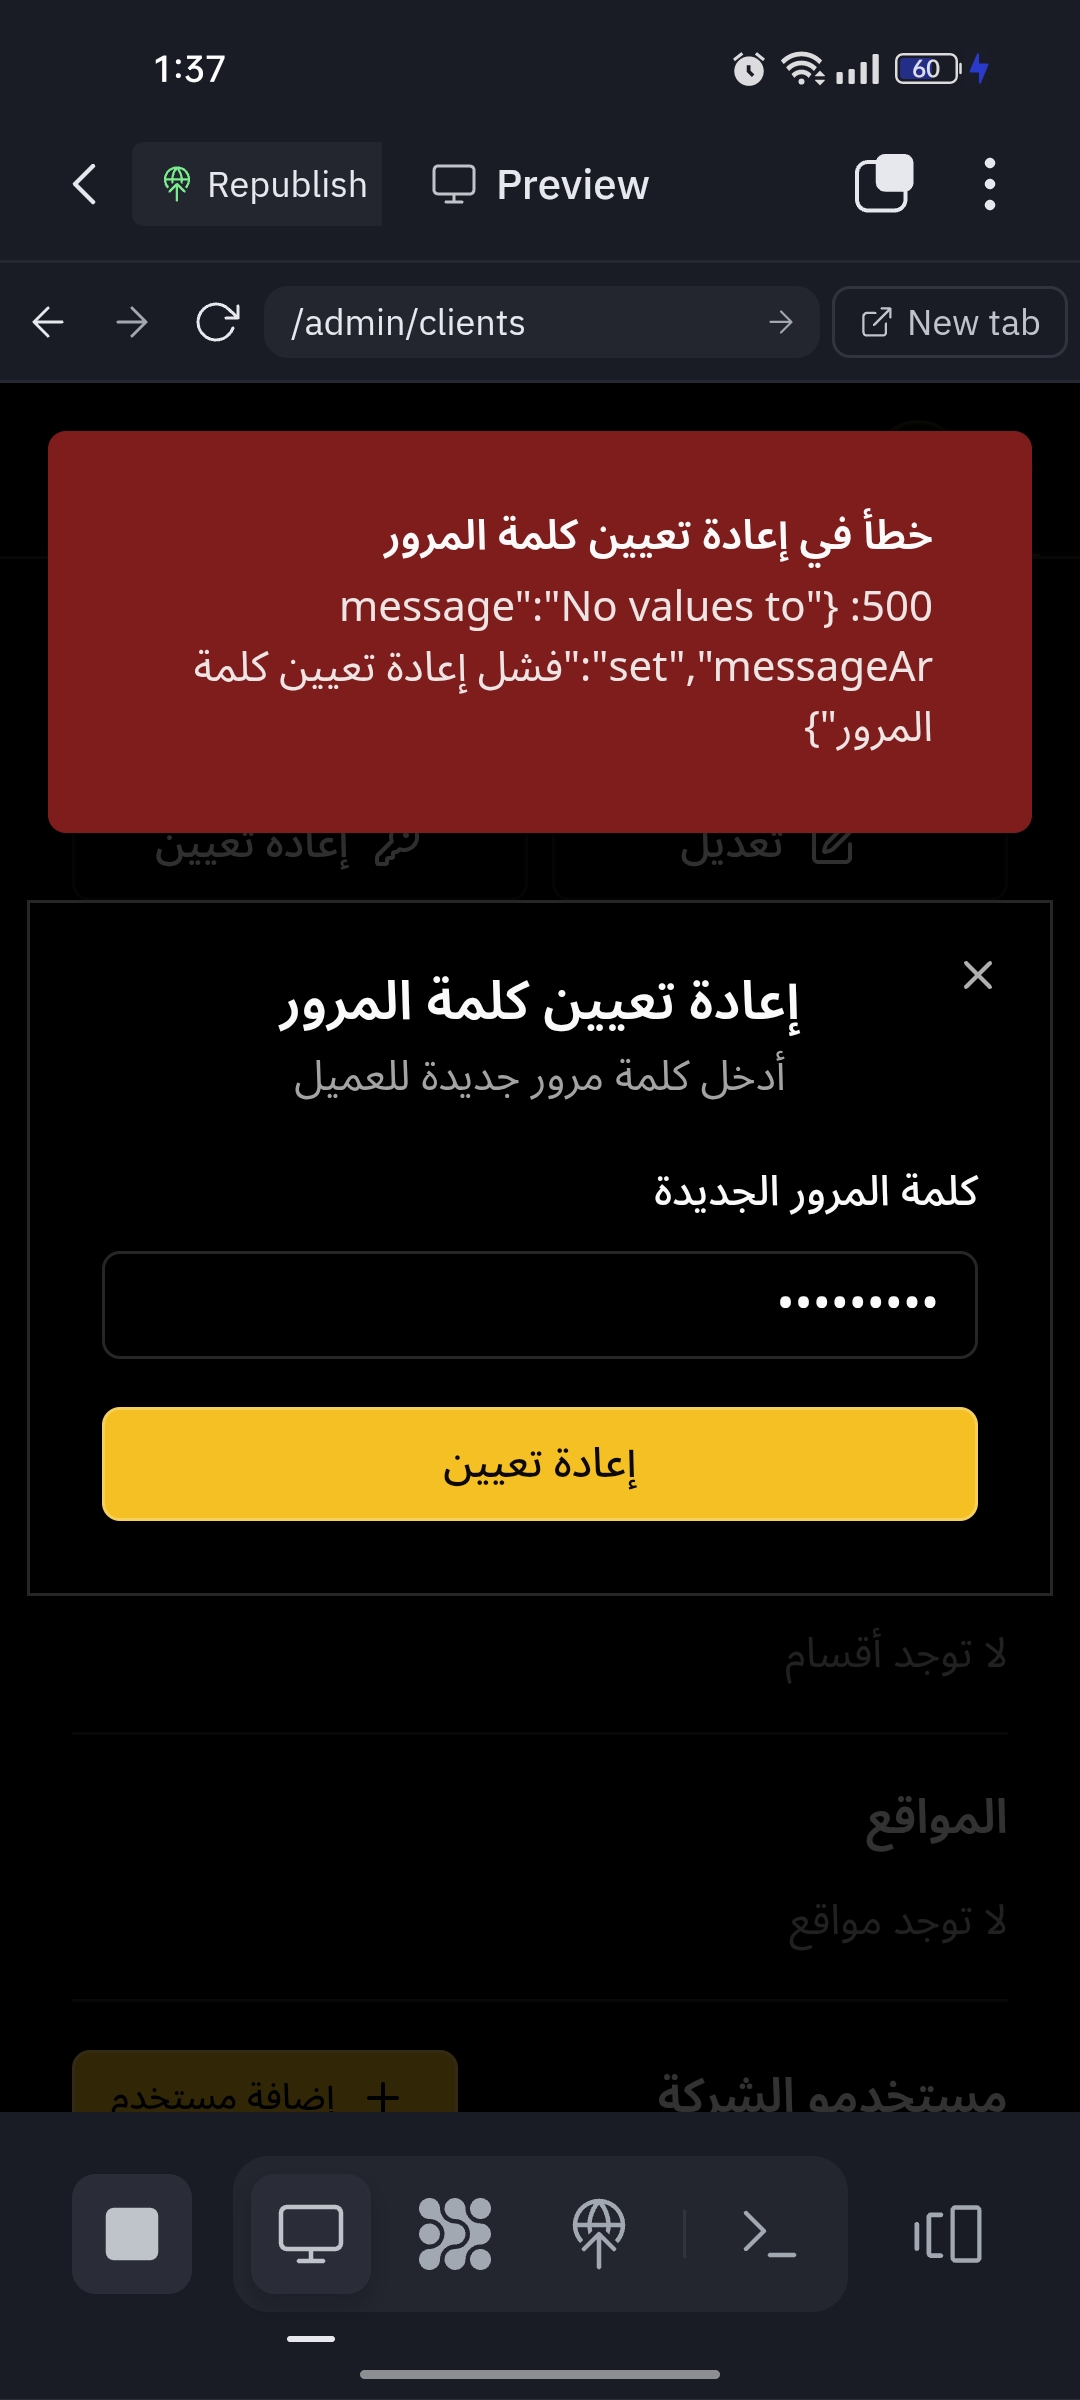 1:37
60
Republish
Preview
/admin/clients
New tab
خطأ في إعادة تعيين كلمة المرور
500: {"message":"No values to
set","messageAr":"فشل إعادة تعيين كلمة
المرور"}
تعديل
إعادة تعيين
إعادة تعيين كلمة المرور
أدخل كلمة مرور جديدة للعميل
كلمة المرور الجديدة
•••••••••
إعادة تعيين
لا توجد أقسام
المواقع
لا توجد مواقع
مستخدمو الشركة
إضافة مستخدم